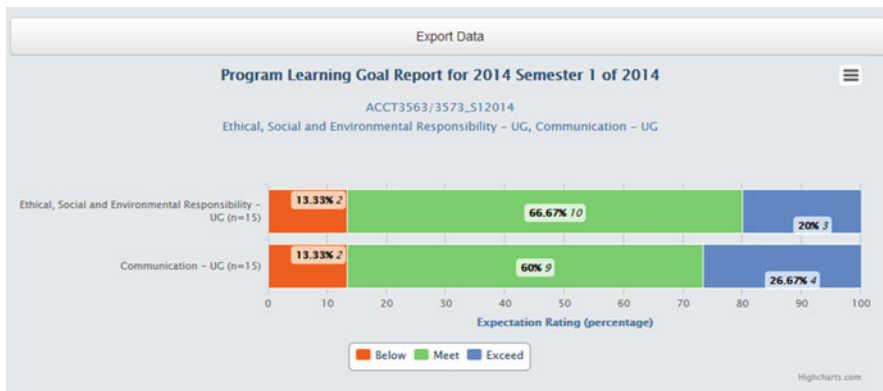 Export Data
Program Learning Goal Report for 2014 Semester 1 of 2014
ACCT3563/3573_S12014
Ethical, Social and Environmental Responsibility – UG, Communication – UG
Ethical, Social and Environmental Responsibility –
UG (n=15)
13.33% 2
66.67% 10
20% 3
Communication – UG (n=15)
13.33% 2
60% 9
26.67% 4
0 10 20 30 40 50 60 70 80 90 100
Expectation Rating (percentage)
Below Meet Exceed
Highcharts.com